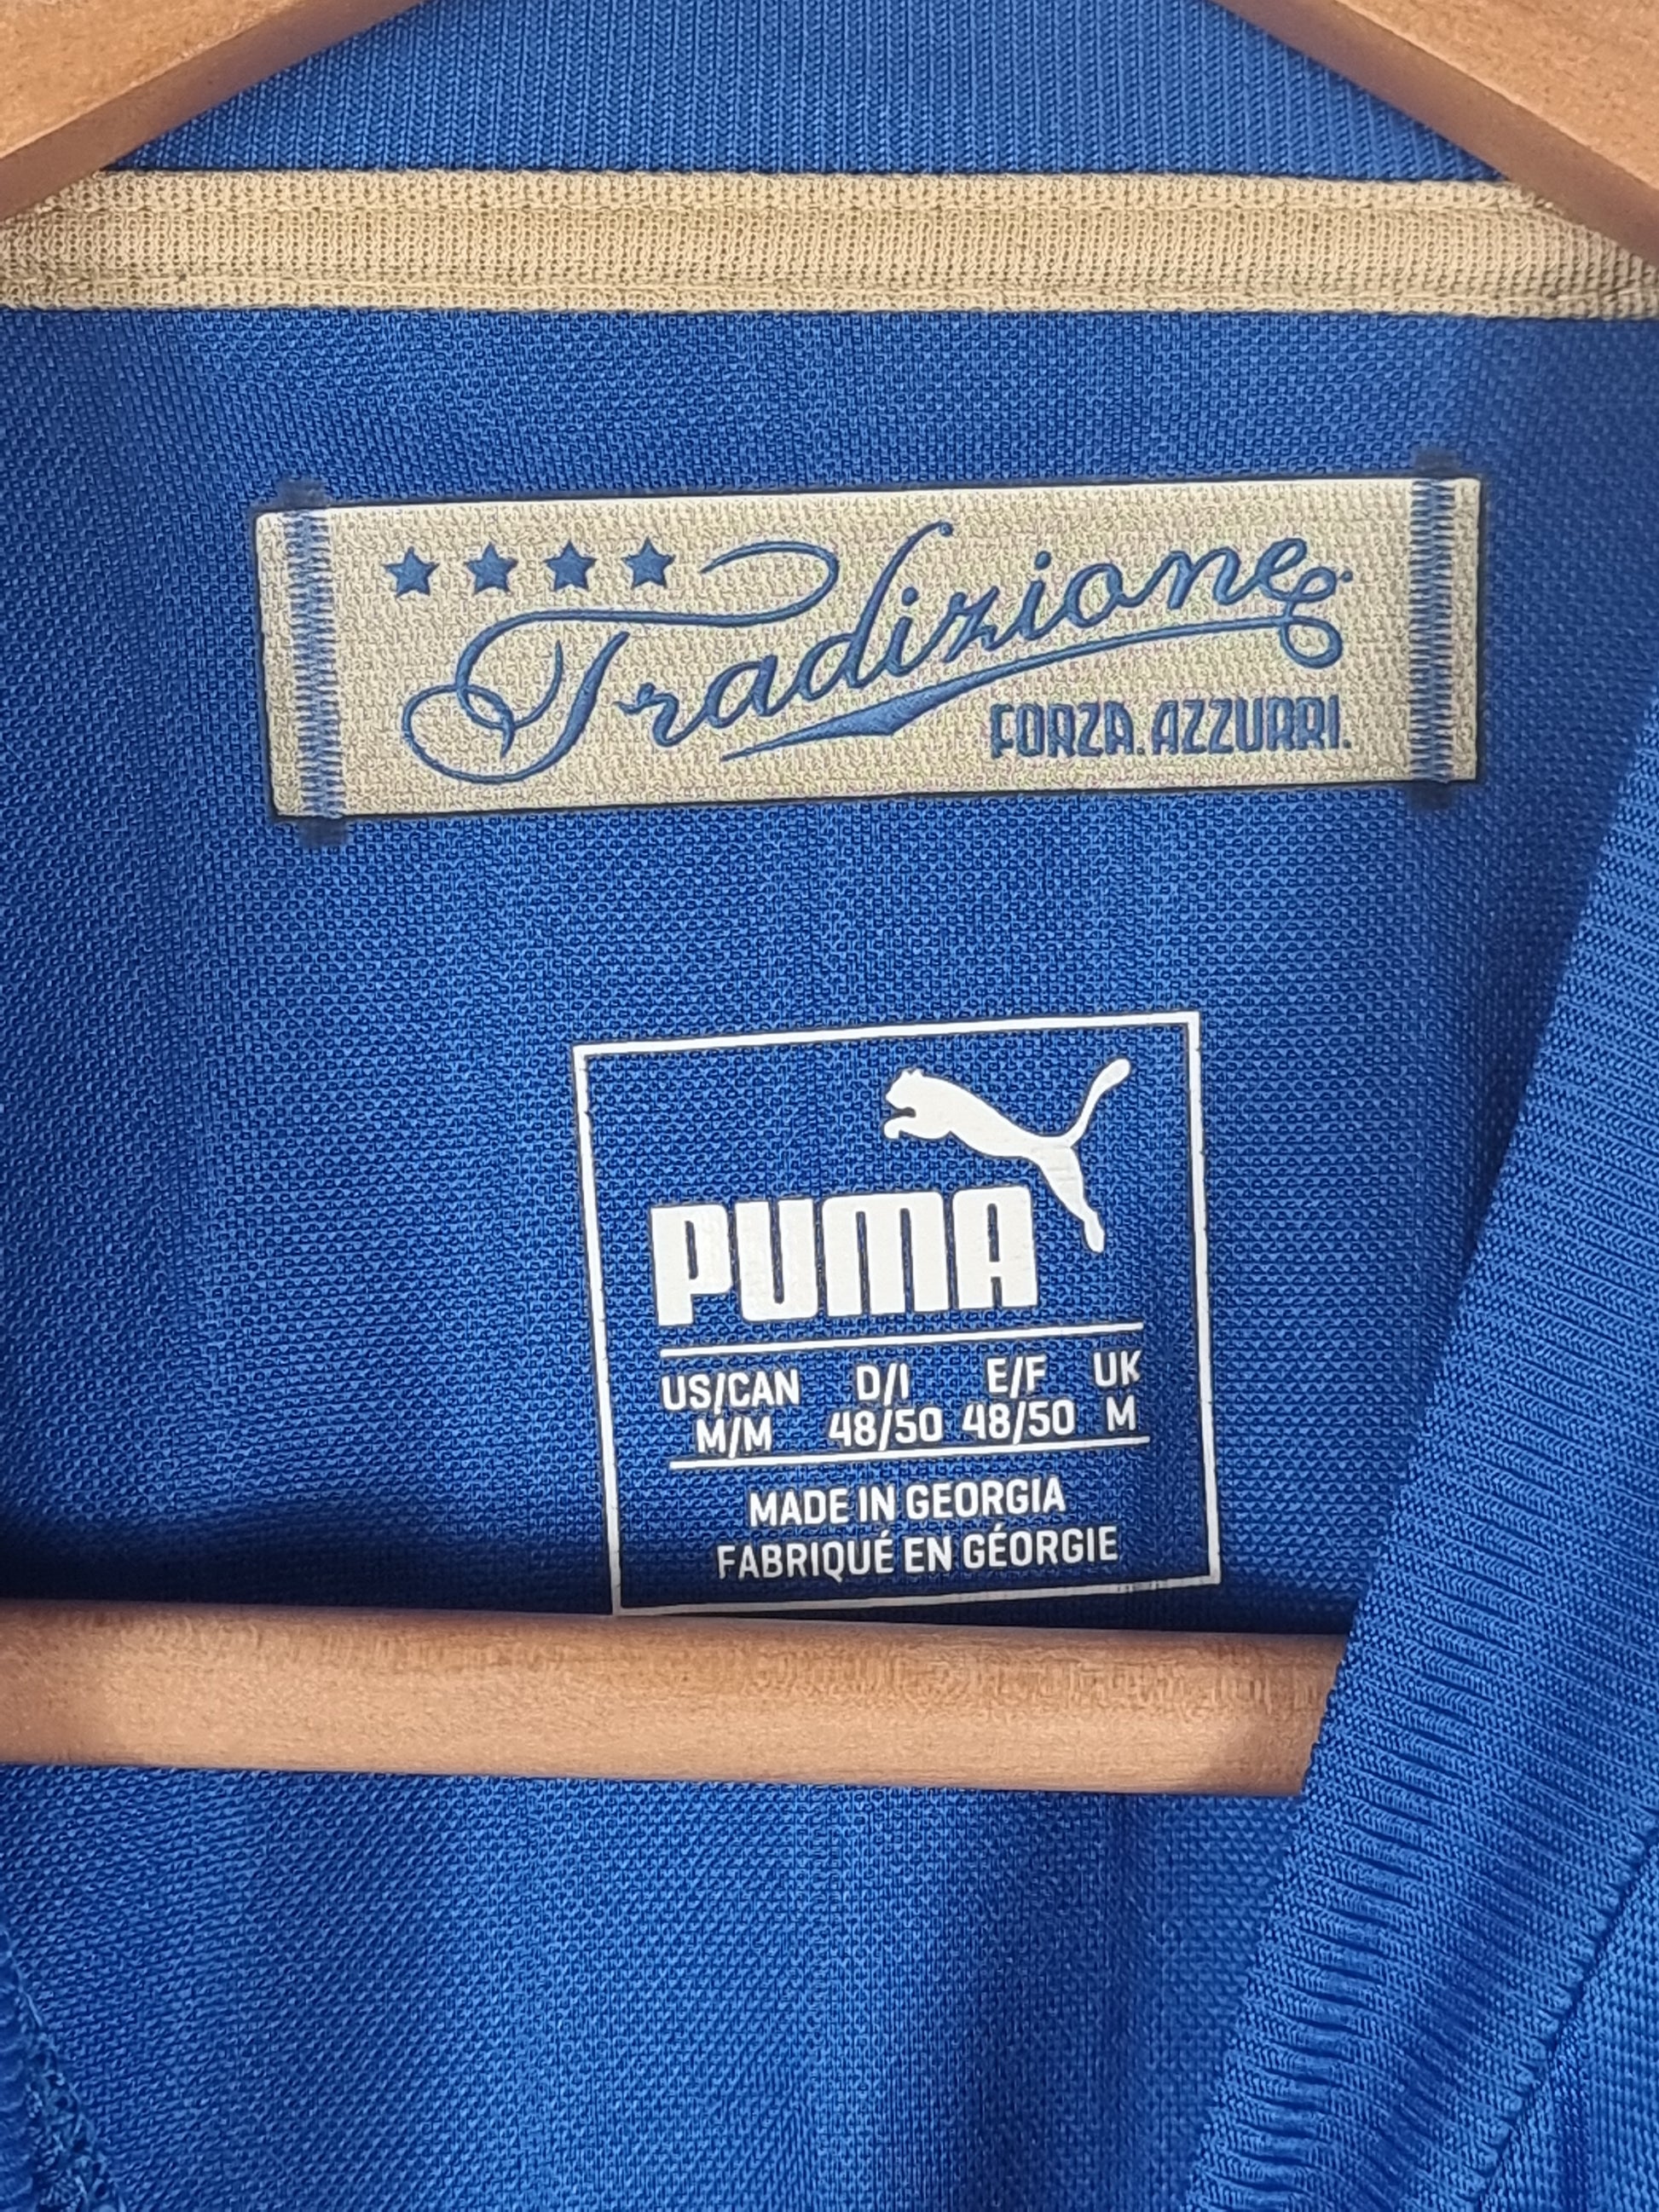 Tradizione
FORZA. AZZURRI.
PUMA
US/CAN D/I E/F UK
M/M 48/50 48/50 M
MADE IN GEORGIA
FABRIQUÉ EN GÉORGIE